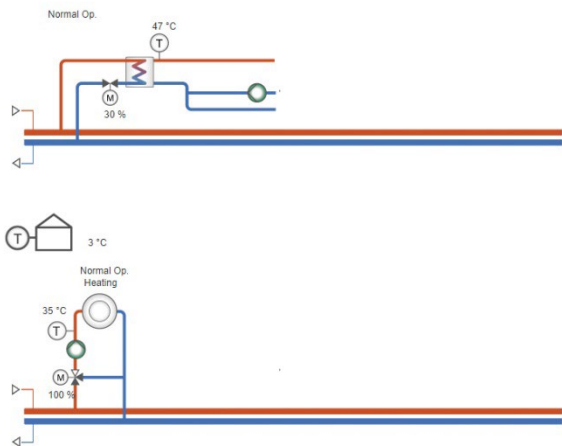 Normal Op.
47 °C
T
M
30 %
T
3 °C
Normal Op.
Heating
35 °C
T
M
100 %